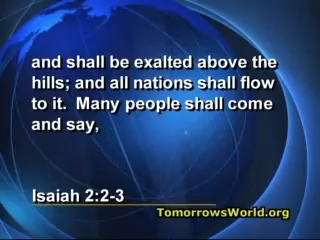 and shall be exalted above the
hills; and all nations shall flow
to it.  Many people shall come
and say,
Isaiah 2:2-3
TomorrowsWorld.org